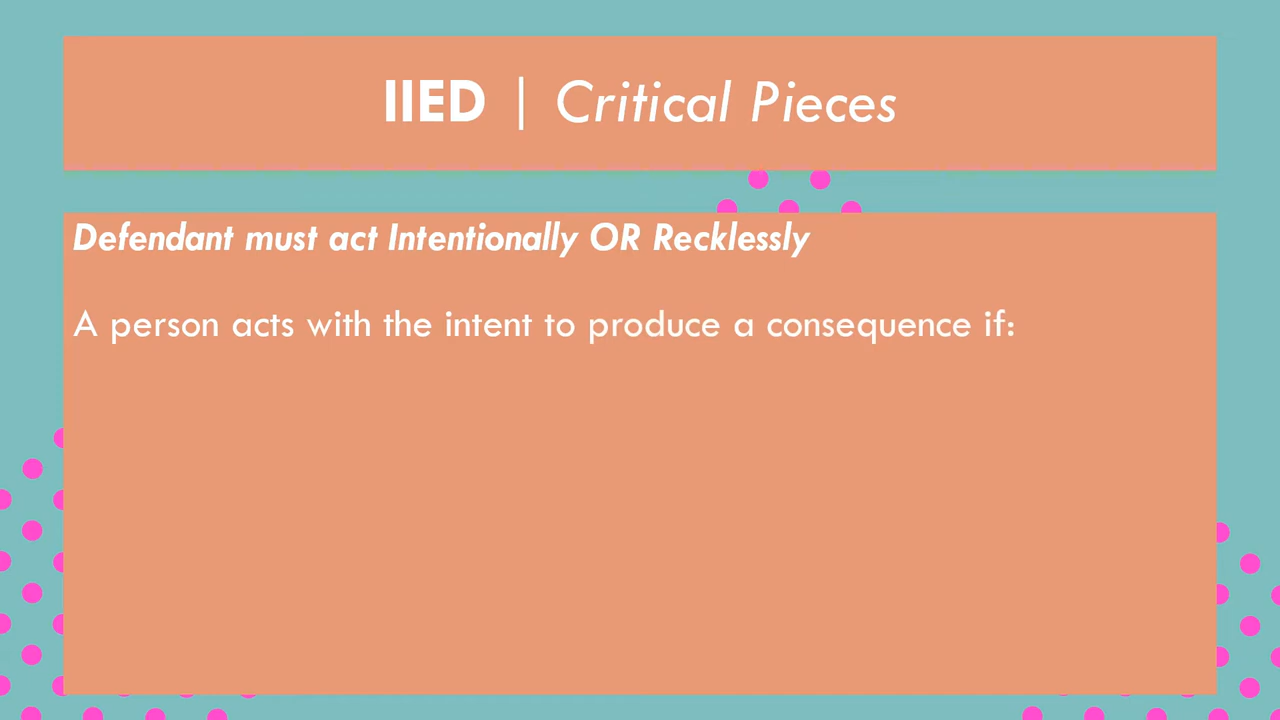 IIED | Critical Pieces
Defendant must act Intentionally OR Recklessly
A person acts with the intent to produce a consequence if: